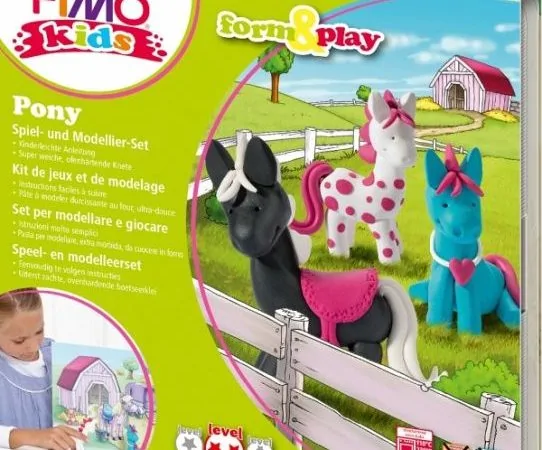 FIMO
kids
form&play
Pony
Spiel- und Modellier-Set
• Kinderleichte Anleitung
• Super weiche, ofenhärtende Knete
Kit de jeux et de modelage
• Instructions faciles à suivre
• Pâte à modeler durcissante au four, ultra-douce
Set per modellare e giocare
• Istruzioni molto semplici
• Pasta per modellare, extra morbida, da cuocere in forno
Speel- en modelleerset
• Eenvoudig te volgen instructies
• Uiterst zachte, ovenhardende boetseerklei
level
level
level